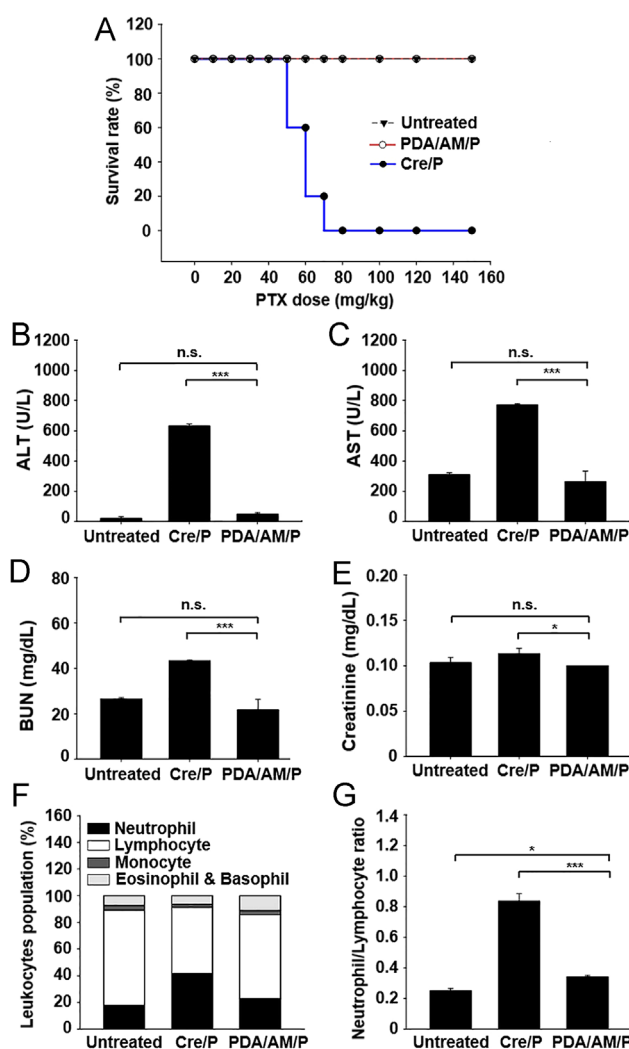 A
120
100
80
60
40
20
0
Survival rate (%)
Untreated
PDA/AM/P
Cre/P
0 20 40 60 80 100 120 140 160
PTX dose (mg/kg)
B
1200
1000
800
600
400
200
0
ALT (U/L)
n.s.
***
Untreated Cre/P PDA/AM/P
C
1200
1000
800
600
400
200
0
AST (U/L)
n.s.
***
Untreated Cre/P PDA/AM/P
D
80
60
40
20
0
BUN (mg/dL)
n.s.
***
Untreated Cre/P PDA/AM/P
E
0.20
0.15
0.10
0.05
0.00
Creatinine (mg/dL)
n.s.
*
Untreated Cre/P PDA/AM/P
F
160
140
120
100
80
60
40
20
0
Leukocytes population (%)
Neutrophil
Lymphocyte
Monocyte
Eosinophil & Basophil
Untreated Cre/P PDA/AM/P
G
1.4
1.2
1.0
0.8
0.6
0.4
0.2
0.0
Neutrophil/Lymphocyte ratio
*
***
Untreated Cre/P PDA/AM/P